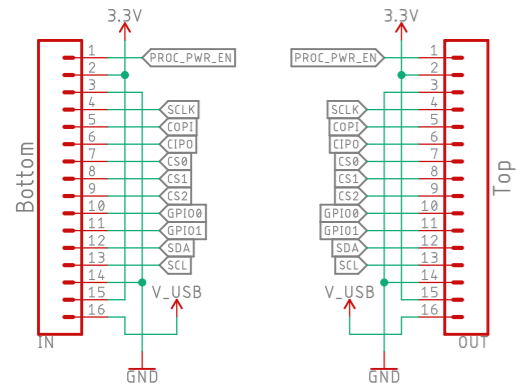 3.3V
3.3V
1 PROC_PWR_EN
2
3
4 SCLK
5 COPI
6 CIPO
7 CS0
8 CS1
9 CS2
10 GPIO0
11 GPIO1
12 SDA
13 SCL
14
15
16
Bottom
IN
V_USB
GND
PROC_PWR_EN 1
2
3
SCLK 4
COPI 5
CIPO 6
CS0 7
CS1 8
CS2 9
GPIO0 10
GPIO1 11
SDA 12
SCL 13
14
15
16
Top
OUT
V_USB
GND